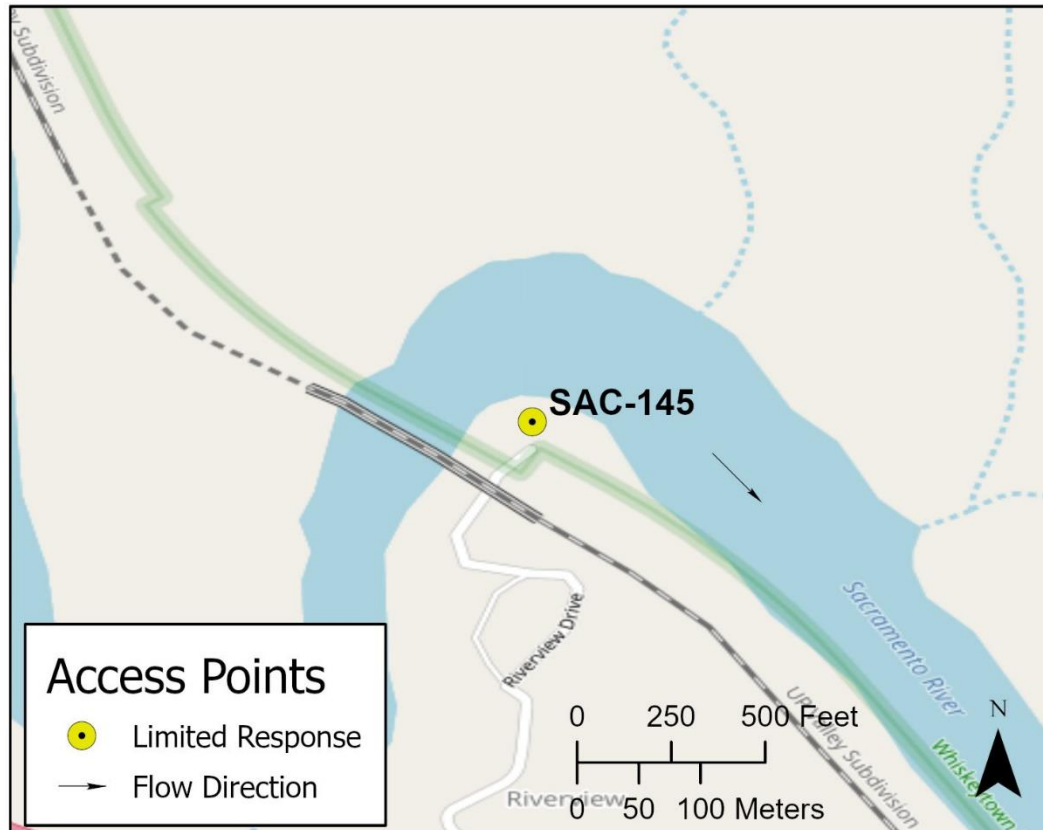 ey Subdivision
SAC-145
Riverview Drive
Sacramento River
UP Valley Subdivision
Whiskeytown
Riverview
N
0 250 500 Feet
0 50 100 Meters
Access Points
Limited Response
Flow Direction